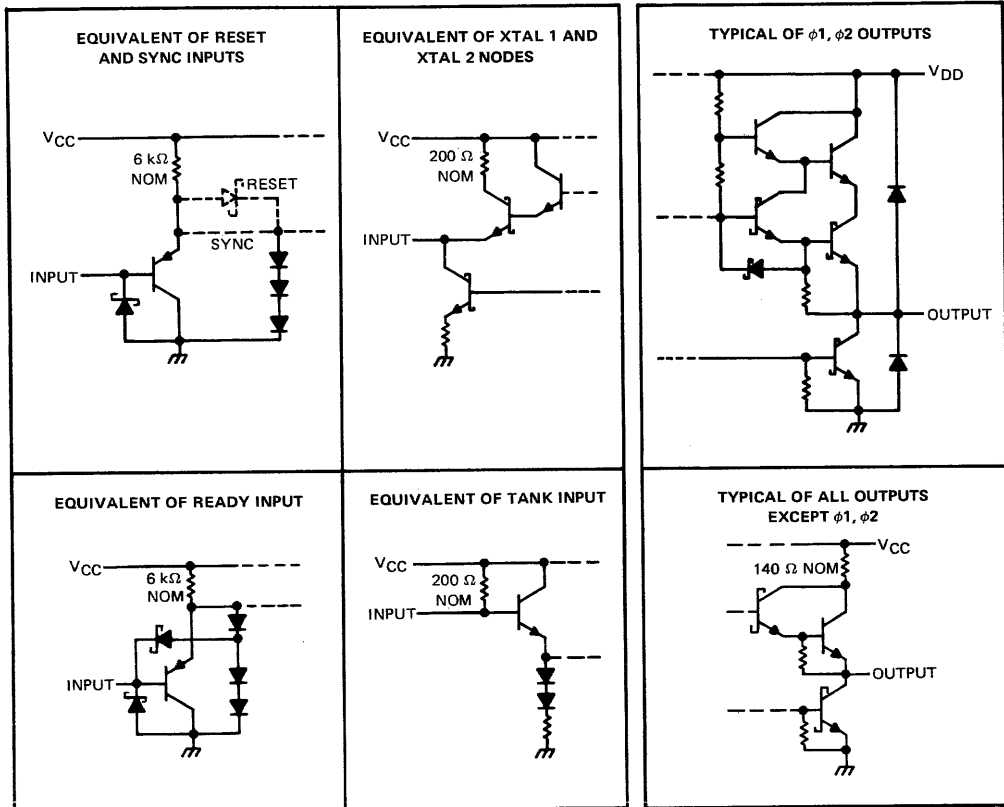 EQUIVALENT OF RESET
AND SYNC INPUTS
VCC
6 kΩ
NOM
RESET
SYNC
INPUT
EQUIVALENT OF XTAL 1 AND
XTAL 2 NODES
VCC
200 Ω
NOM
INPUT
TYPICAL OF ϕ1, ϕ2 OUTPUTS
VDD
OUTPUT
EQUIVALENT OF READY INPUT
VCC
6 kΩ
NOM
INPUT
EQUIVALENT OF TANK INPUT
VCC
200 Ω
NOM
INPUT
TYPICAL OF ALL OUTPUTS
EXCEPT ϕ1, ϕ2
VCC
140 Ω NOM
OUTPUT